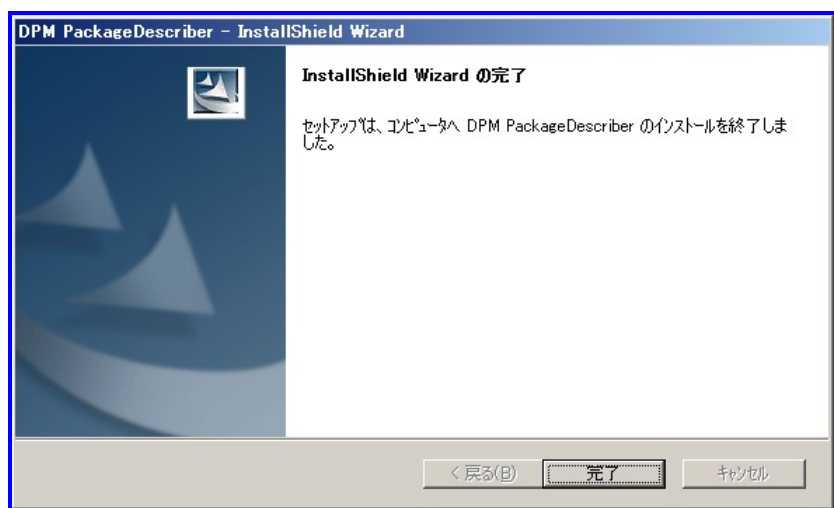 DPM PackageDescriber - InstallShield Wizard
InstallShield Wizard の完了
セットアップは、コンピュータへ DPM PackageDescriber のインストールを終了しま
した。
< 戻る(B)
完了
キャンセル